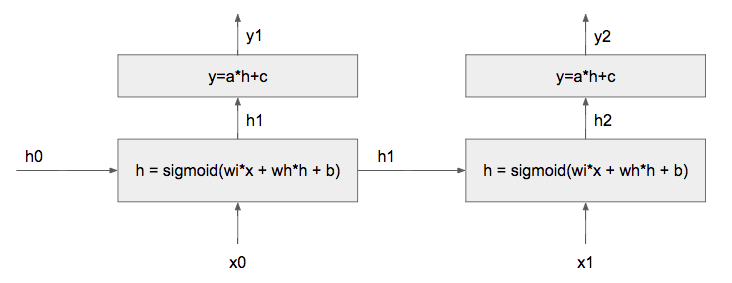 y1
y2
y=a*h+c
y=a*h+c
h1
h2
h0
h = sigmoid(wi*x + wh*h + b)
h1
h = sigmoid(wi*x + wh*h + b)
x0
x1